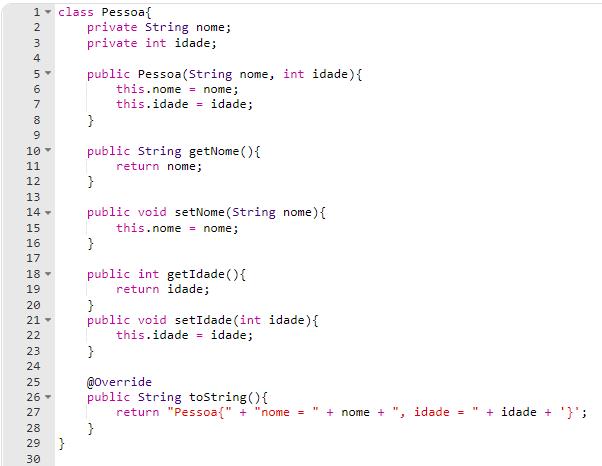 1 class Pessoa{
2     private String nome;
3     private int idade;
4
5     public Pessoa(String nome, int idade){
6         this.nome = nome;
7         this.idade = idade;
8     }
9
10     public String getNome(){
11         return nome;
12     }
13
14     public void setNome(String nome){
15         this.nome = nome;
16     }
17
18     public int getIdade(){
19         return idade;
20     }
21     public void setIdade(int idade){
22         this.idade = idade;
23     }
24
25     @Override
26     public String toString(){
27         return "Pessoa{" + "nome = " + nome + ", idade = " + idade + '}';
28     }
29 }
30